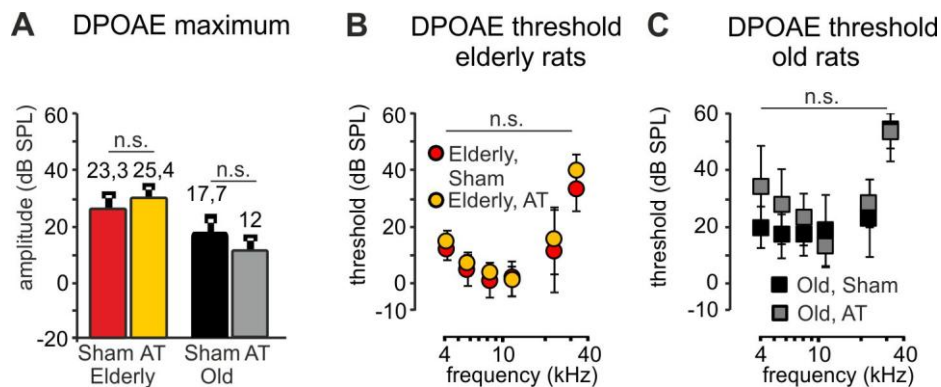 A DPOAE maximum
amplitude (dB SPL)
60
40
20
0
-20
n.s.
23,3 25,4
n.s.
17,7
12
Sham AT Sham AT
Elderly Old
B DPOAE threshold
elderly rats
threshold (dB SPL)
60
40
20
0
-10
n.s.
Elderly,
Sham
Elderly, AT
4 10 40
frequency (kHz)
C DPOAE threshold
old rats
threshold (dB SPL)
60
40
20
0
-10
n.s.
Old, Sham
Old, AT
4 10 40
frequency (kHz)